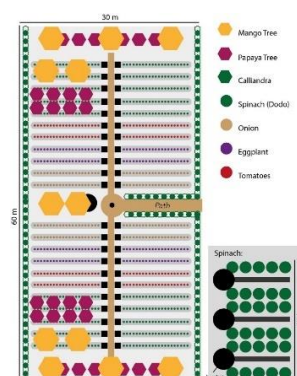 30 m
Mango Tree
Papaya Tree
Calliandra
Spinach (Dodo)
Onion
Eggplant
Tomatoes
60 m
Path
Spinach: